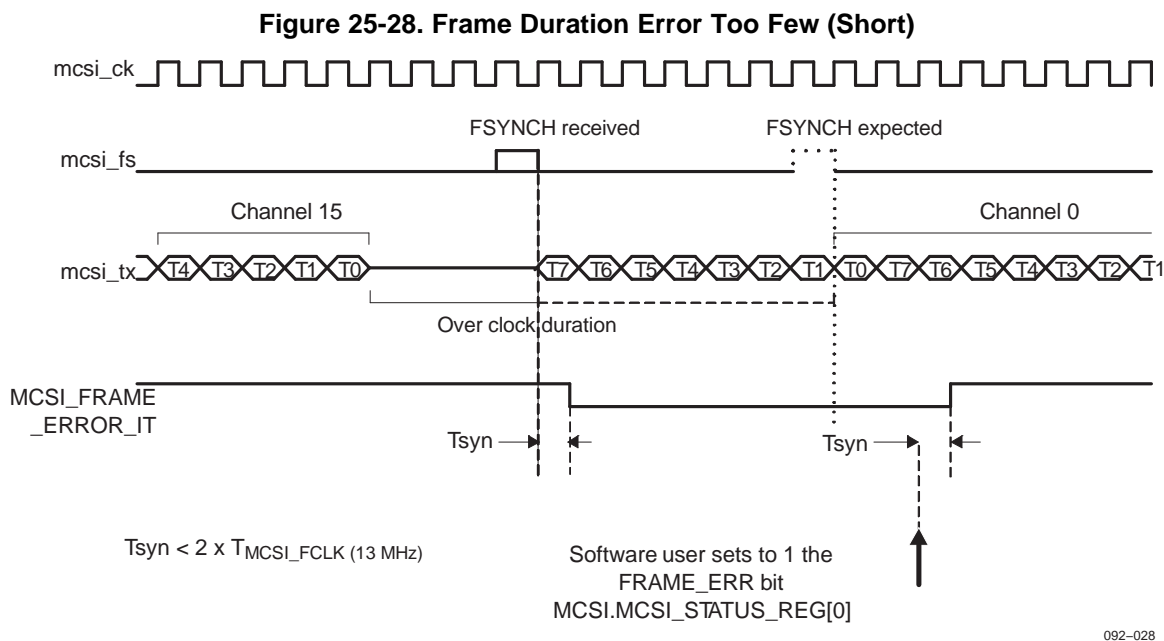 Figure 25-28. Frame Duration Error Too Few (Short)
mcsi_ck
FSYNCH received FSYNCH expected
mcsi_fs
Channel 15 Channel 0
mcsi_tx T4 T3 T2 T1 T0 T7 T6 T5 T4 T3 T2 T1 T0 T7 T6 T5 T4 T3 T2 T1
Over clock duration
MCSI_FRAME
_ERROR_IT
Tsyn Tsyn
Tsyn < 2 x TMCSI_FCLK (13 MHz)
Software user sets to 1 the
FRAME_ERR bit
MCSI.MCSI_STATUS_REG[0]
092–028